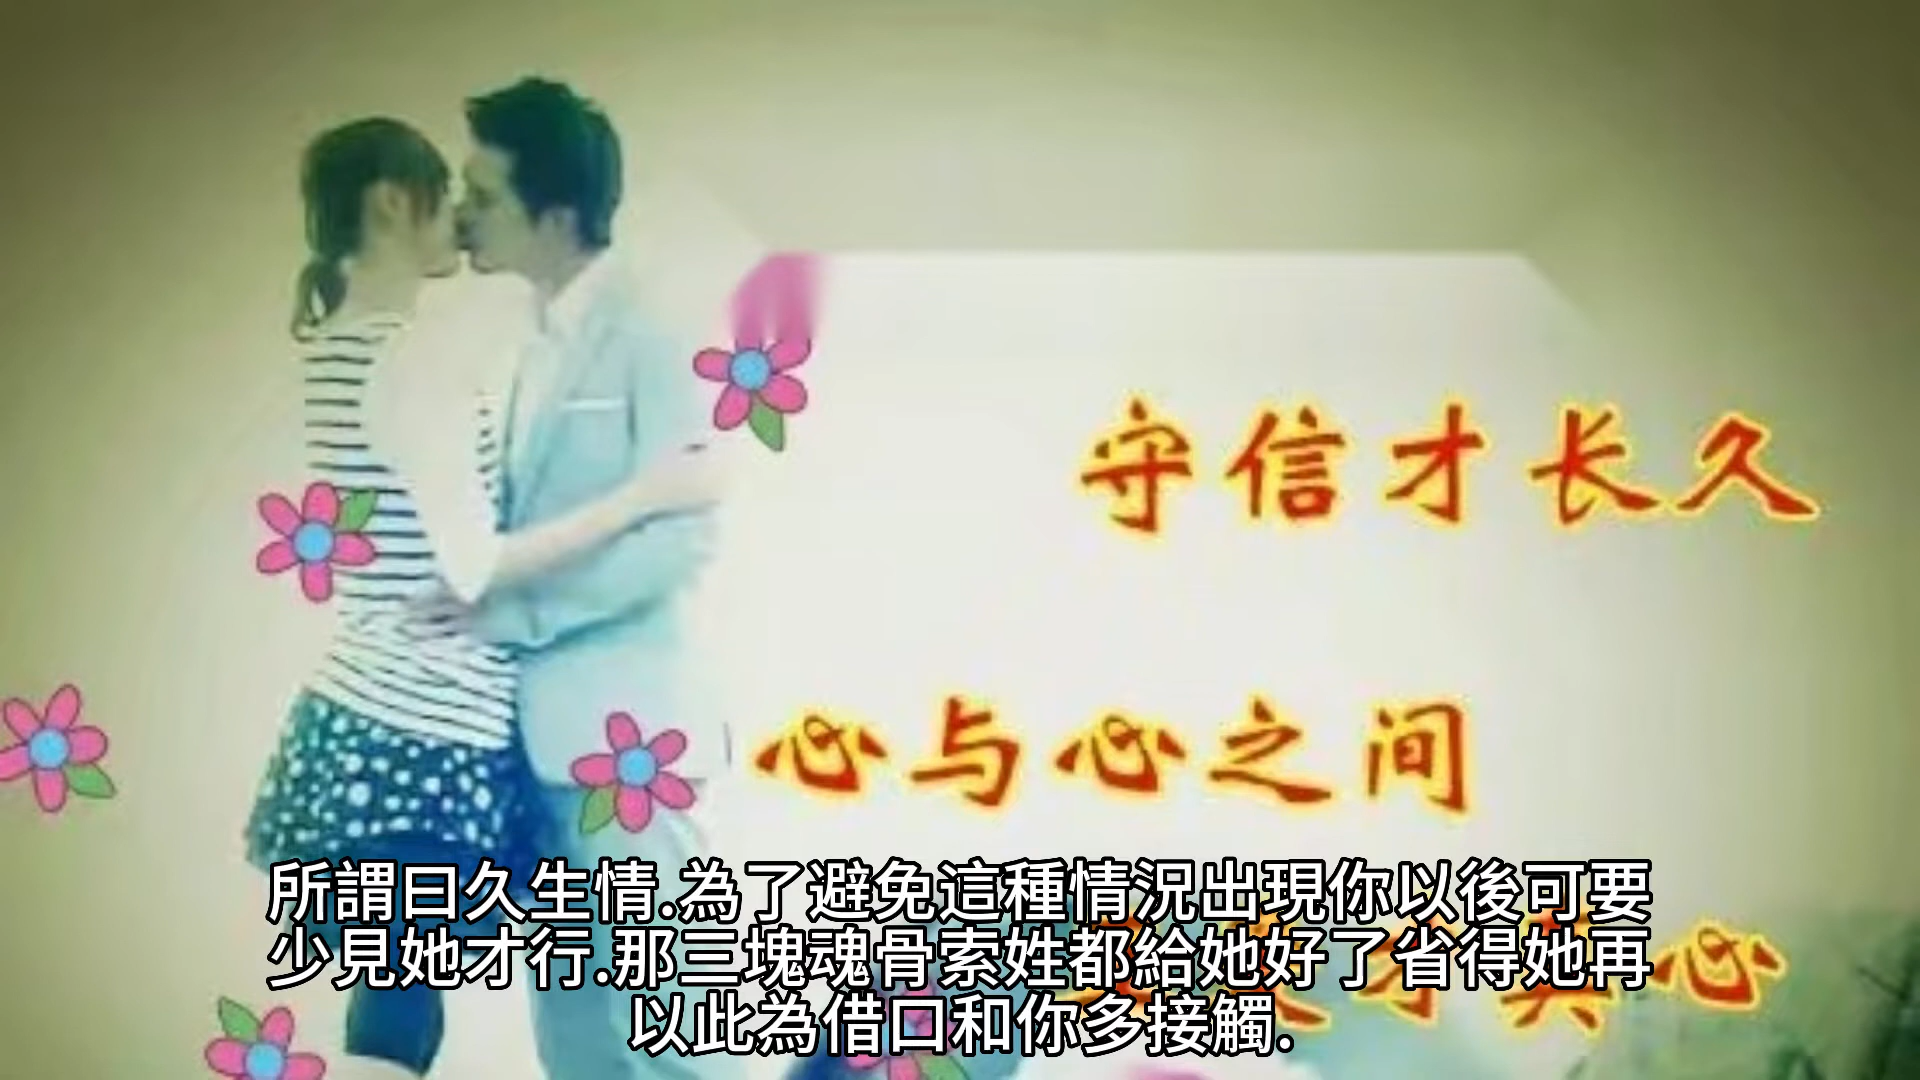 守信才长久
心与心之间
心
所謂曰久生情.為了避免這種情況出現你以後可要
少見她才行.那三塊魂骨索姓都給她好了省得她再
以此為借口和你多接觸.